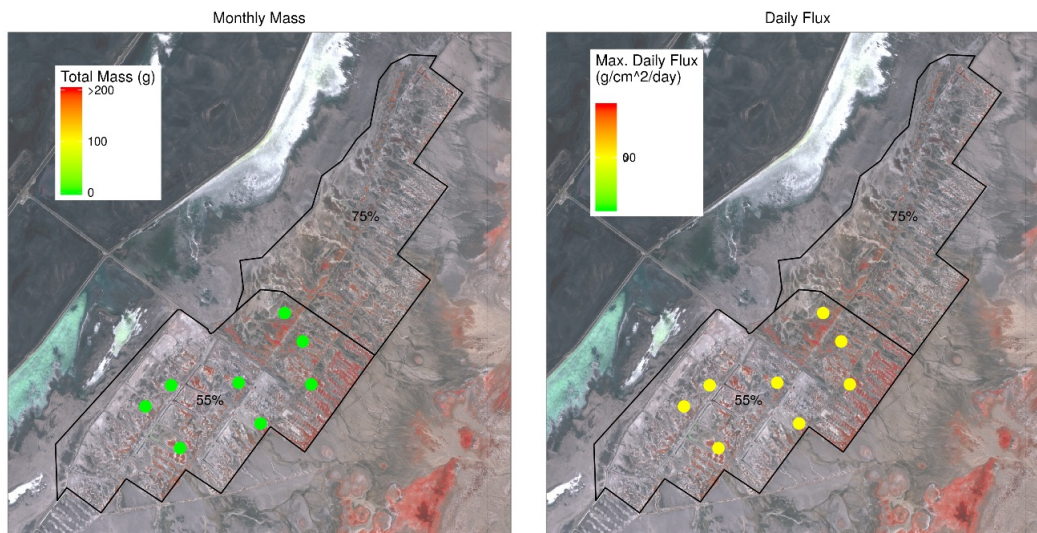 Monthly Mass
Total Mass (g)
>200
100
0
75%
55%
Daily Flux
Max. Daily Flux
(g/cm^2/day)
75%
55%